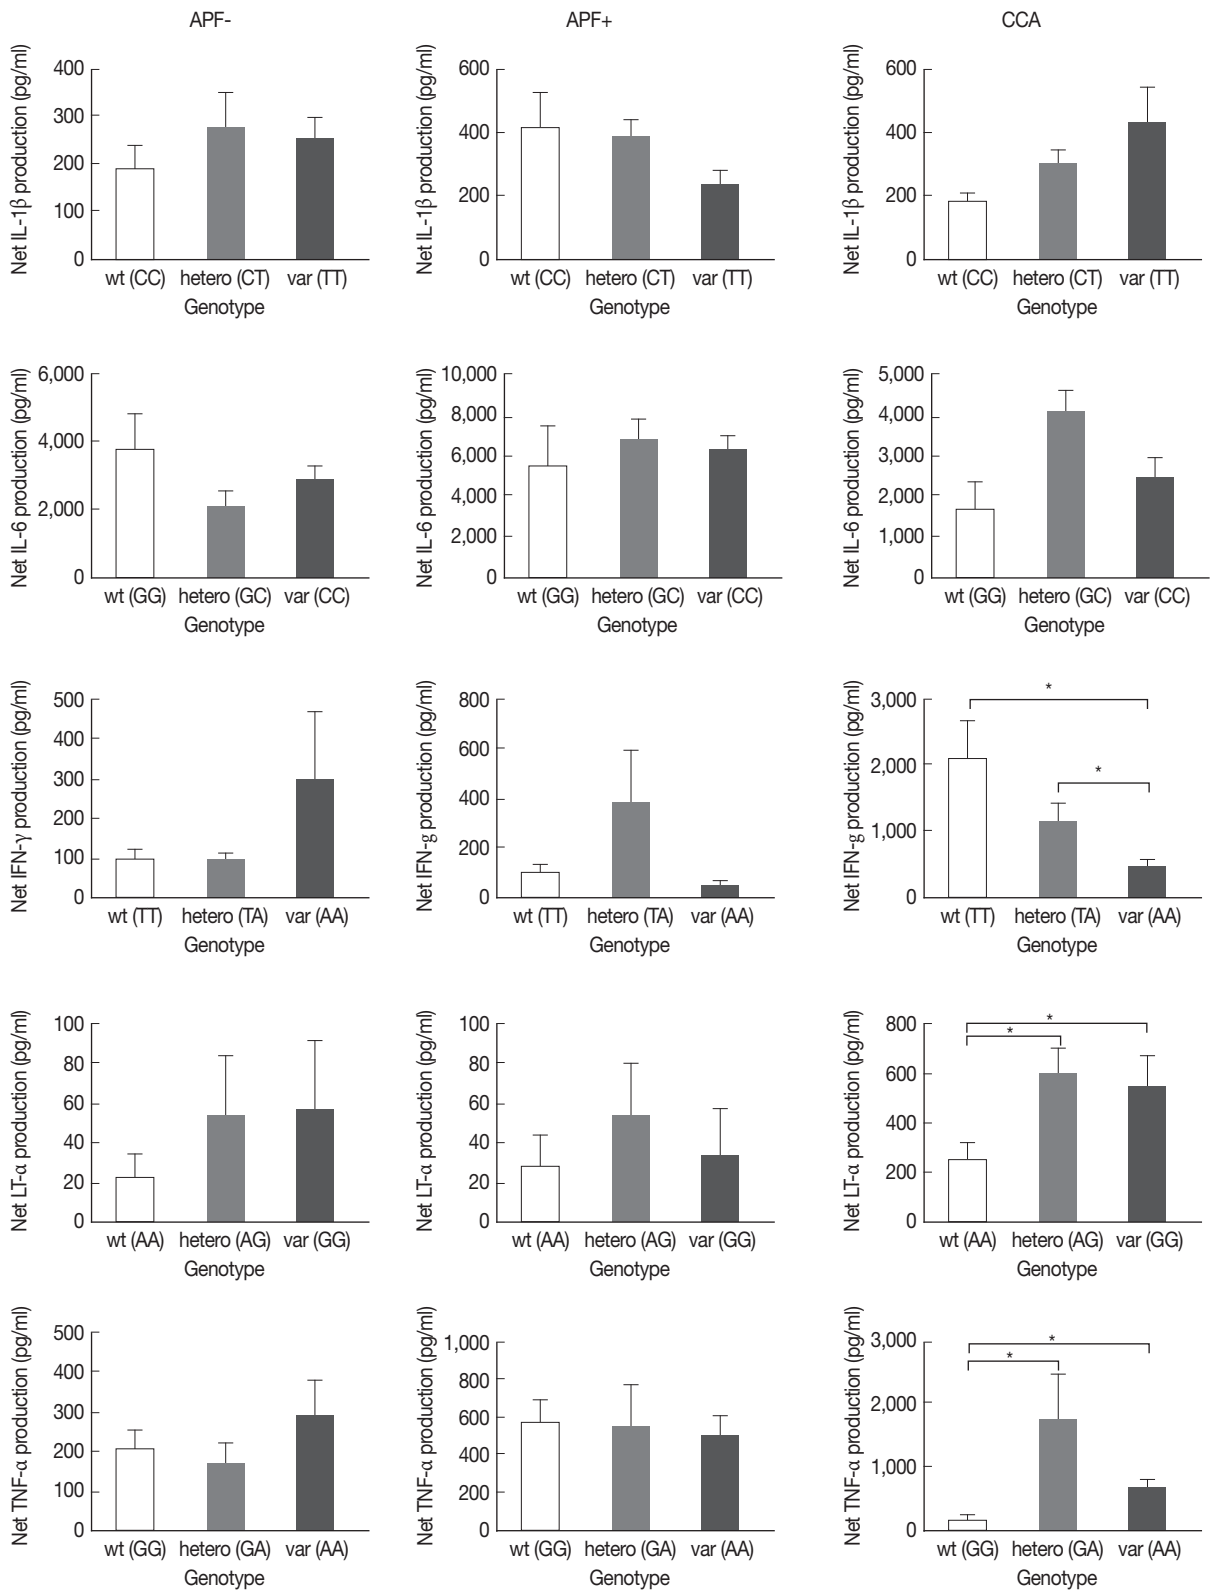 APF-
APF+
CCA
Net IL-1β production (pg/ml)
400
300
200
100
0
wt (CC) hetero (CT) var (TT)
Genotype
Net IL-1β production (pg/ml)
600
400
200
0
wt (CC) hetero (CT) var (TT)
Genotype
Net IL-1β production (pg/ml)
600
400
200
0
wt (CC) hetero (CT) var (TT)
Genotype
Net IL-6 production (pg/ml)
6,000
4,000
2,000
0
wt (GG) hetero (GC) var (CC)
Genotype
Net IL-6 production (pg/ml)
10,000
8,000
6,000
4,000
2,000
0
wt (GG) hetero (GC) var (CC)
Genotype
Net IL-6 production (pg/ml)
5,000
4,000
3,000
2,000
1,000
0
wt (GG) hetero (GC) var (CC)
Genotype
Net IFN-γ production (pg/ml)
500
400
300
200
100
0
wt (TT) hetero (TA) var (AA)
Genotype
Net IFN-g production (pg/ml)
800
600
400
200
0
wt (TT) hetero (TA) var (AA)
Genotype
Net IFN-g production (pg/ml)
3,000
2,000
1,000
0
*
*
wt (TT) hetero (TA) var (AA)
Genotype
Net LT-α production (pg/ml)
100
80
60
40
20
0
wt (AA) hetero (AG) var (GG)
Genotype
Net LT-α production (pg/ml)
100
80
60
40
20
0
wt (AA) hetero (AG) var (GG)
Genotype
Net LT-α production (pg/ml)
800
600
400
200
0
*
*
wt (AA) hetero (AG) var (GG)
Genotype
Net TNF-α production (pg/ml)
500
400
300
200
100
0
wt (GG) hetero (GA) var (AA)
Genotype
Net TNF-α production (pg/ml)
1,000
800
600
400
200
0
wt (GG) hetero (GA) var (AA)
Genotype
Net TNF-α production (pg/ml)
3,000
2,000
1,000
0
*
*
wt (GG) hetero (GA) var (AA)
Genotype